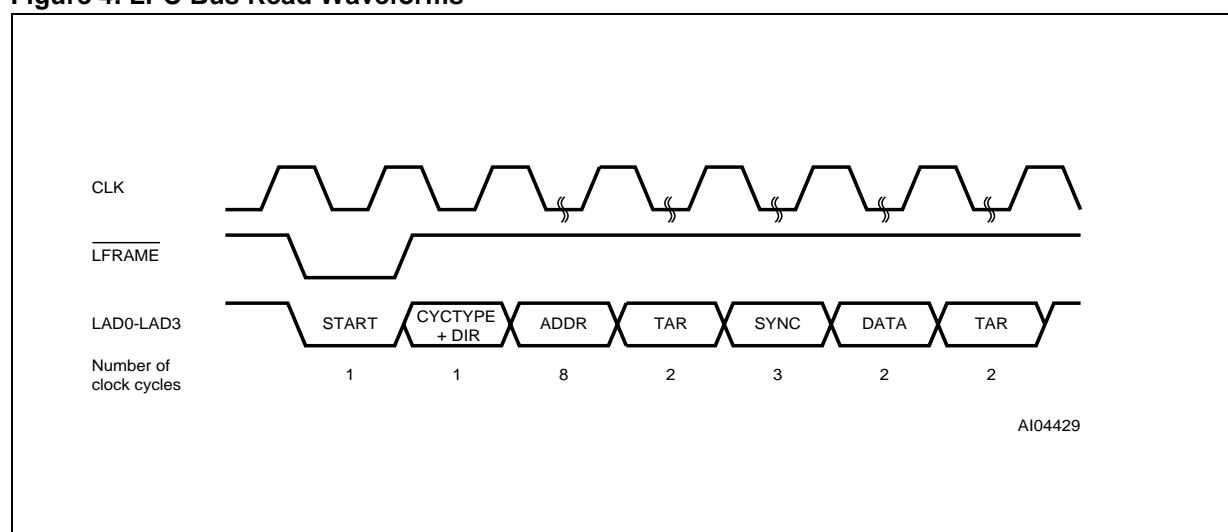 Figure 4. LPC Bus Read Waveforms
CLK
LFRAME
LAD0-LAD3
START
CYCTYPE
+ DIR
ADDR
TAR
SYNC
DATA
TAR
Number of
clock cycles
1
1
8
2
3
2
2
AI04429